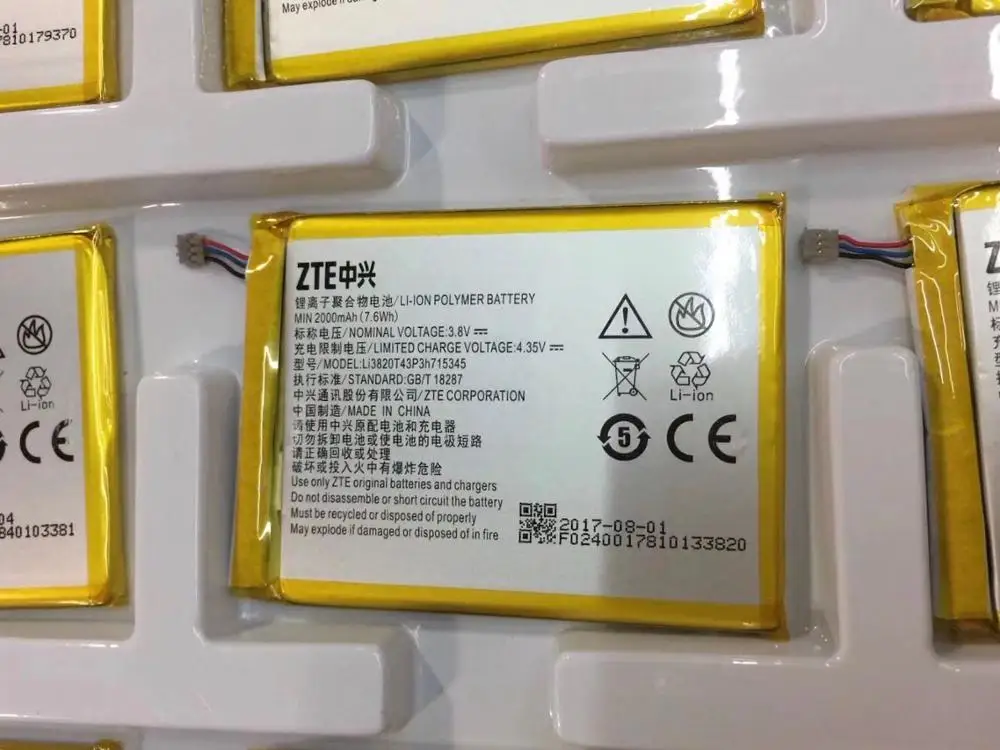 May explode if
-01
7810179370
ZTE中兴
锂离子聚合物电池/LI-ION POLYMER BATTERY
MIN 2000mAh (7.6Wh)
标称电压/NOMINAL VOLTAGE:3.8V
充电限制电压/LIMITED CHARGE VOLTAGE:4.35V
型号/MODEL:Li3820T43P3h715345
执行标准/STANDARD:GB/T 18287
中兴通讯股份有限公司/ZTE CORPORATION
中国制造/MADE IN CHINA
请使用中兴原配电池和充电器
切勿拆卸电池或使电池的电极短路
请正确回收或处理
破坏或投入火中有爆炸危险
Use only ZTE original batteries and chargers
Do not disassemble or short circuit the battery
Must be recycled or disposed of properly
May explode if damaged or disposed of in fire
Li-ion
5
CE
2017-08-01
F0240017810133820
Li-ion
CE
04
840103381
Z
锂
MIN
标
充
型